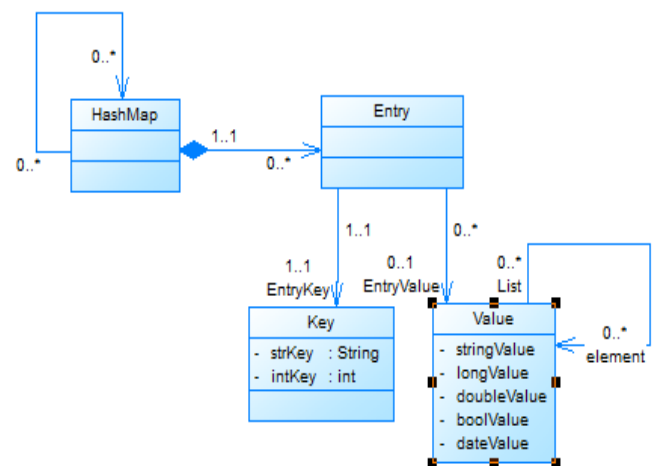 0..*
HashMap
0..*
1..1
0..*
Entry
1..1
0..*
1..1
EntryKey
0..1
EntryValue
0..*
List
0..*
element
Key
- strKey : String
- intKey : int
Value
- stringValue
- longValue
- doubleValue
- boolValue
- dateValue